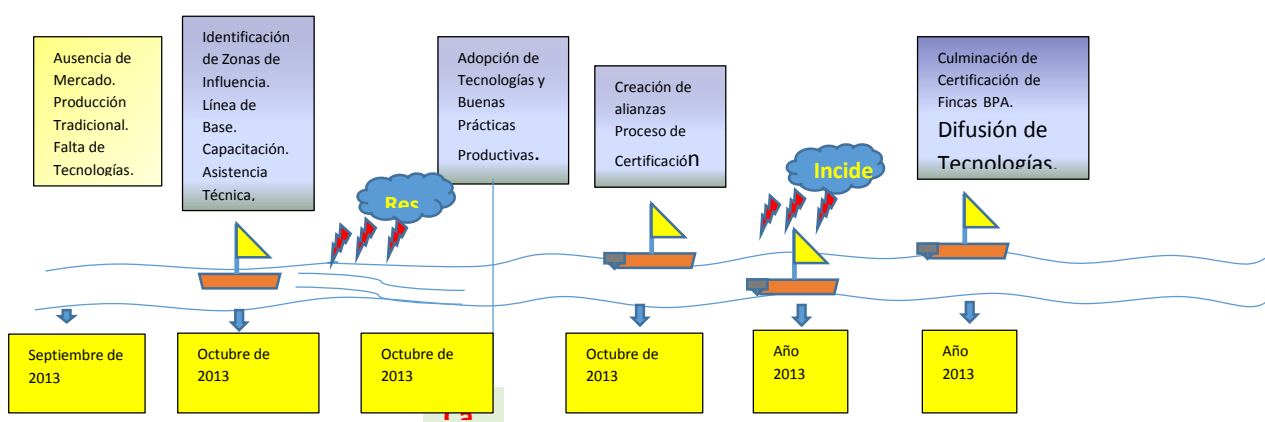 Ausencia de
Mercado.
Producción
Tradicional.
Falta de
Tecnologías.
Identificación
de Zonas de
Influencia.
Línea de
Base.
Capacitación.
Asistencia
Técnica,
Res
Adopción de
Tecnologías y
Buenas
Prácticas
Productivas.
Creación de
alianzas
Proceso de
Certificación
Incide
Culminación de
Certificación de
Fincas BPA.
Difusión de
Tecnologías.
Septiembre de
2013
Octubre de
2013
Octubre de
2013
Octubre de
2013
Año
2013
Año
2013